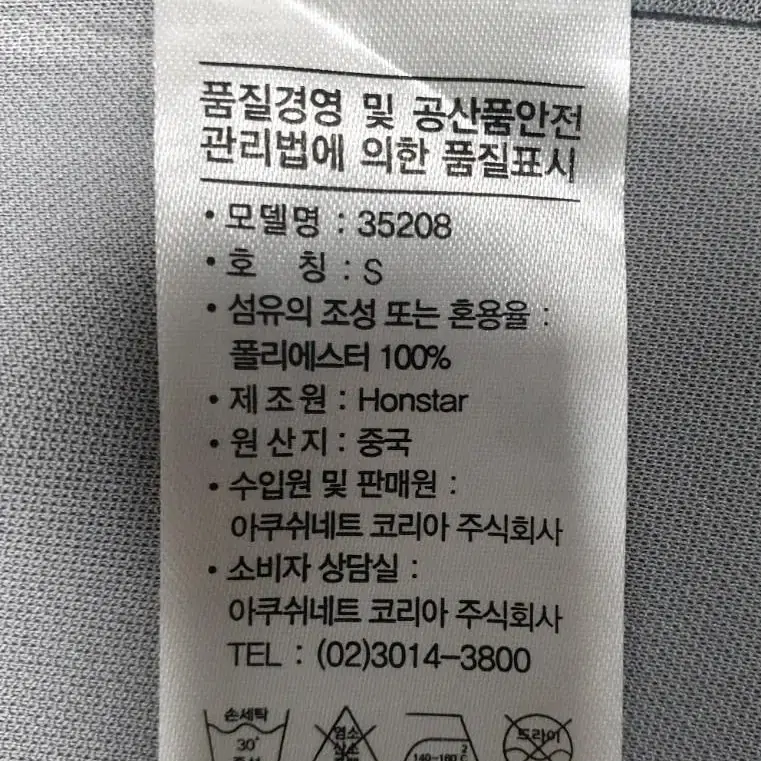 품질경영 및 공산품안전
관리법에 의한 품질표시
• 모델명 : 35208
• 호 칭 : S
• 섬유의 조성 또는 혼용율 :
폴리에스터 100%
• 제조원 : Honstar
• 원산지 : 중국
• 수입원 및 판매원 :
아쿠쉬네트 코리아 주식회사
• 소비자 상담실 :
아쿠쉬네트 코리아 주식회사
TEL : (02)3014-3800
손세탁 염소 드라이
30°